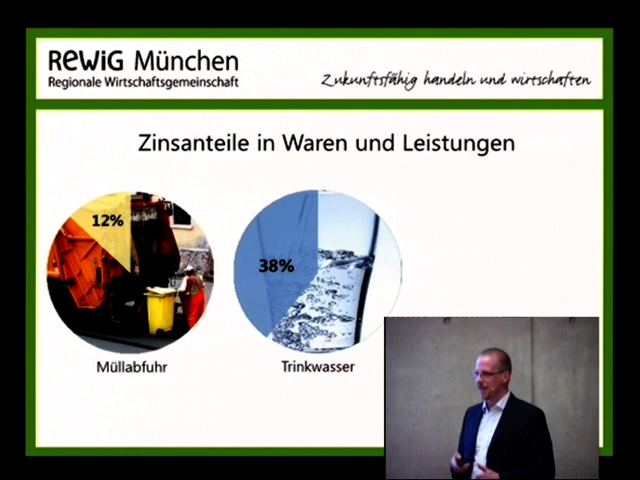 ReWiG München
Regionale Wirtschaftsgemeinschaft
Zukunftsfähig handeln und wirtschaften
Zinsanteile in Waren und Leistungen
12%
38%
Müllabfuhr
Trinkwasser